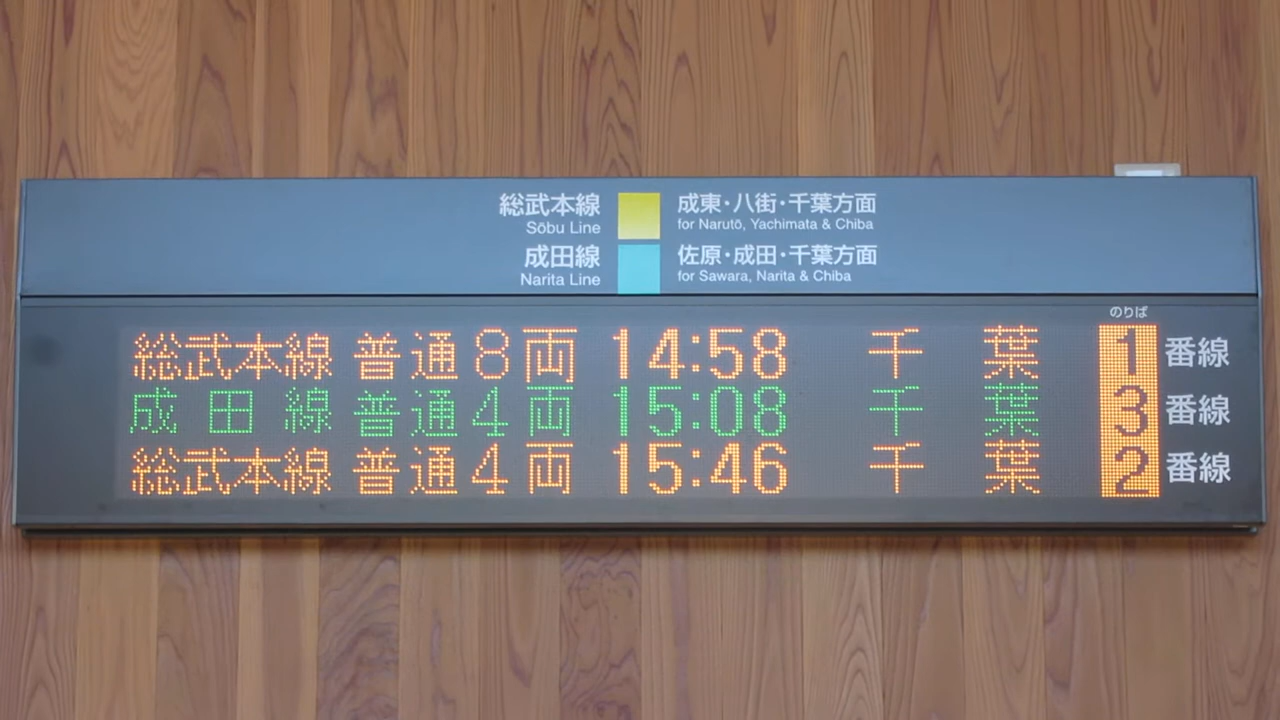 総武本線 成東・八街・千葉方面
Sōbu Line for Narutō, Yachimata & Chiba
成田線 佐原・成田・千葉方面
Narita Line for Sawara, Narita & Chiba
のりば
総武本線 普通 8両 14:58 千葉 1番線
成田線 普通 4両 15:08 千葉 3番線
総武本線 普通 4両 15:46 千葉 2番線